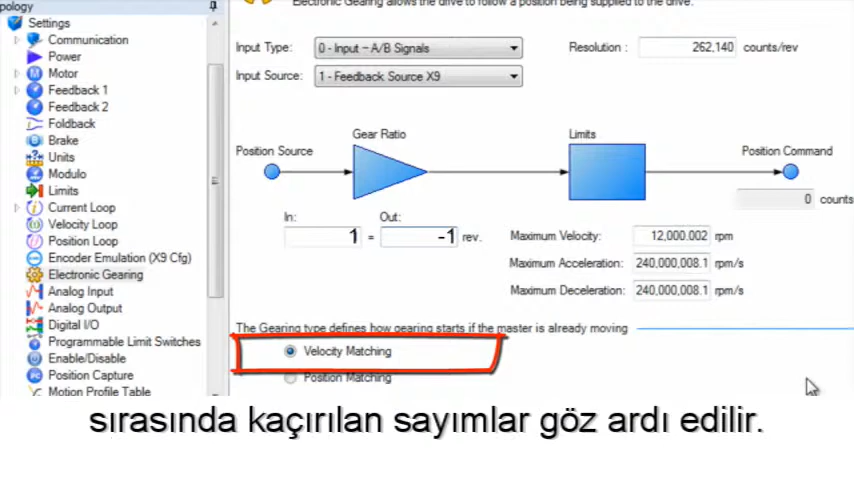 pology
Electronic Gearing allows the drive to follow a position being supplied to the drive.
Settings
Communication
Power
Motor
Feedback 1
Feedback 2
Foldback
Brake
Units
Modulo
Limits
Current Loop
Velocity Loop
Position Loop
Encoder Emulation (X9 Cfg)
Electronic Gearing
Analog Input
Analog Output
Digital I/O
Programmable Limit Switches
Enable/Disable
Position Capture
Motion Profile Table
Input Type: 0 - Input – A/B Signals Resolution : 262,140 counts/rev
Input Source: 1 - Feedback Source X9
Gear Ratio Limits
Position Source Position Command
0 counts
In: Out:
1 = -1 rev.
Maximum Velocity: 12,000.002 rpm
Maximum Acceleration: 240,000,008.1 rpm/s
Maximum Deceleration: 240,000,008.1 rpm/s
The Gearing type defines how gearing starts if the master is already moving
Velocity Matching
Position Matching
sırasında kaçırılan sayımlar göz ardı edilir.